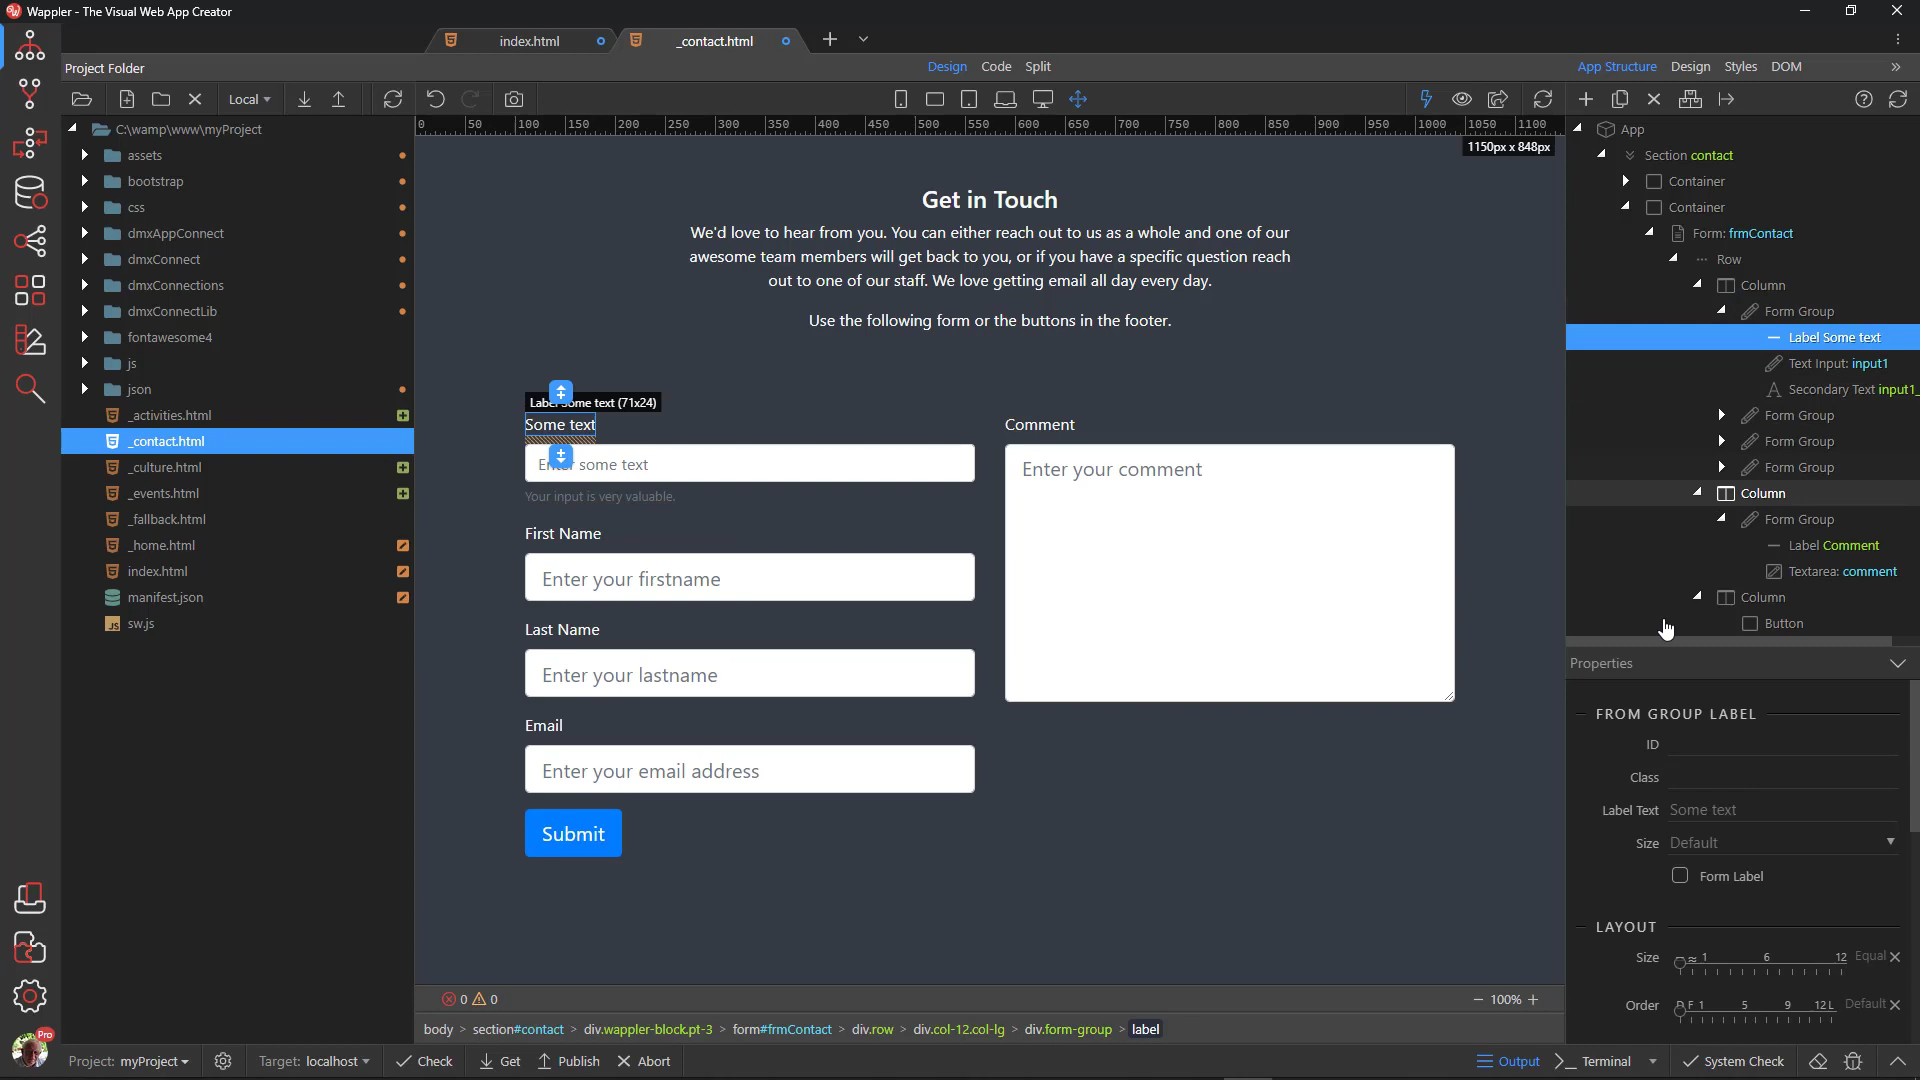 Wappler - The Visual Web App Creator
index.html
_contact.html
Project Folder
Design
Code
Split
App Structure
Design
Styles
DOM
Local
0 50 100 150 200 250 300 350 400 450 500 550 600 650 700 750 800 850 900 950 1000 1050 1100
1150px x 848px
C:\wamp\www\myProject
assets
bootstrap
css
dmxAppConnect
dmxConnect
dmxConnections
dmxConnectLib
fontawesome4
js
json
_activities.html
_contact.html
_culture.html
_events.html
_fallback.html
_home.html
index.html
manifest.json
sw.js
Get in Touch
We'd love to hear from you. You can either reach out to us as a whole and one of our
awesome team members will get back to you, or if you have a specific question reach
out to one of our staff. We love getting email all day every day.
Use the following form or the buttons in the footer.
Some text (71x24)
Some text
some text
Your input is very valuable.
First Name
Enter your firstname
Last Name
Enter your lastname
Email
Enter your email address
Submit
Comment
Enter your comment
App
Section contact
Container
Container
Form: frmContact
Row
Column
Form Group
Label Some text
Text Input: input1
Secondary Text input1_
Form Group
Form Group
Form Group
Column
Form Group
Label Comment
Textarea: comment
Column
Button
Properties
FROM GROUP LABEL
ID
Class
Label Text Some text
Size Default
Form Label
LAYOUT
Size ≈ 1 6 12 Equal
Order F 1 5 9 12 L Default
0 0
100%
body > section#contact > div.wappler-block.pt-3 > form#frmContact > div.row > div.col-12.col-lg > div.form-group > label
Pro
Project: myProject
Target: localhost
Check
Get
Publish
Abort
Output
Terminal
System Check